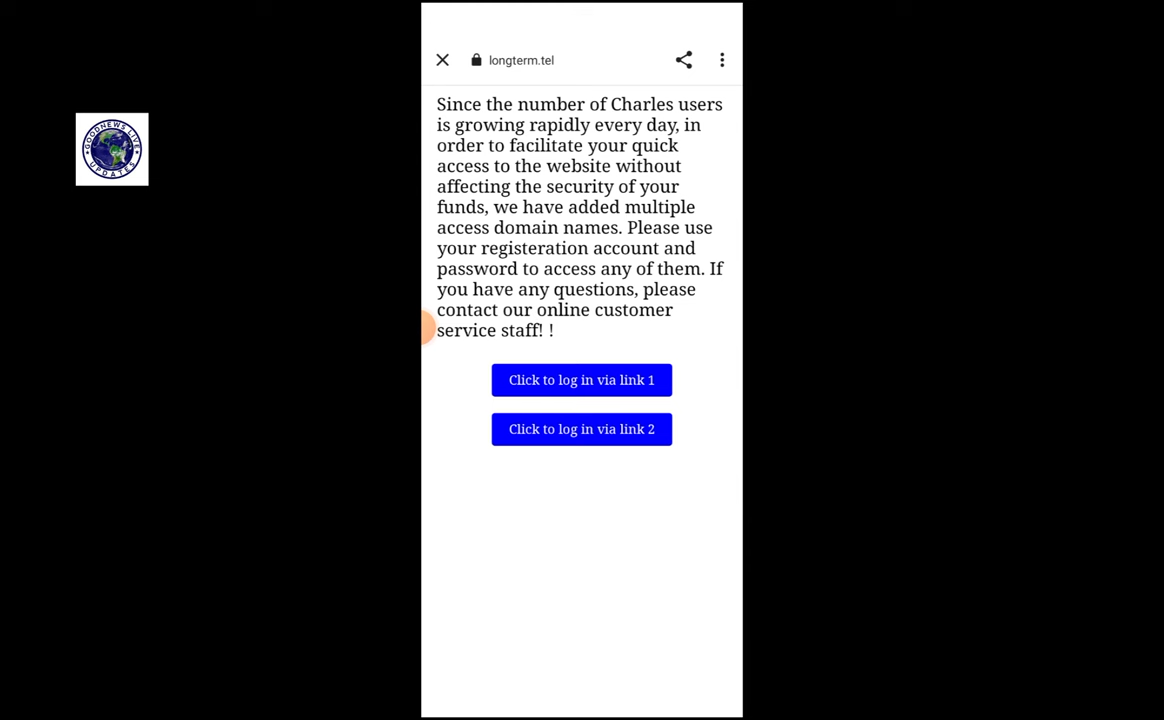 longterm.tel
Since the number of Charles users
is growing rapidly every day, in
order to facilitate your quick
access to the website without
affecting the security of your
funds, we have added multiple
access domain names. Please use
your registeration account and
password to access any of them. If
you have any questions, please
contact our online customer
service staff! !
Click to log in via link 1
Click to log in via link 2
GOODNEWS LIVE
UPDATES